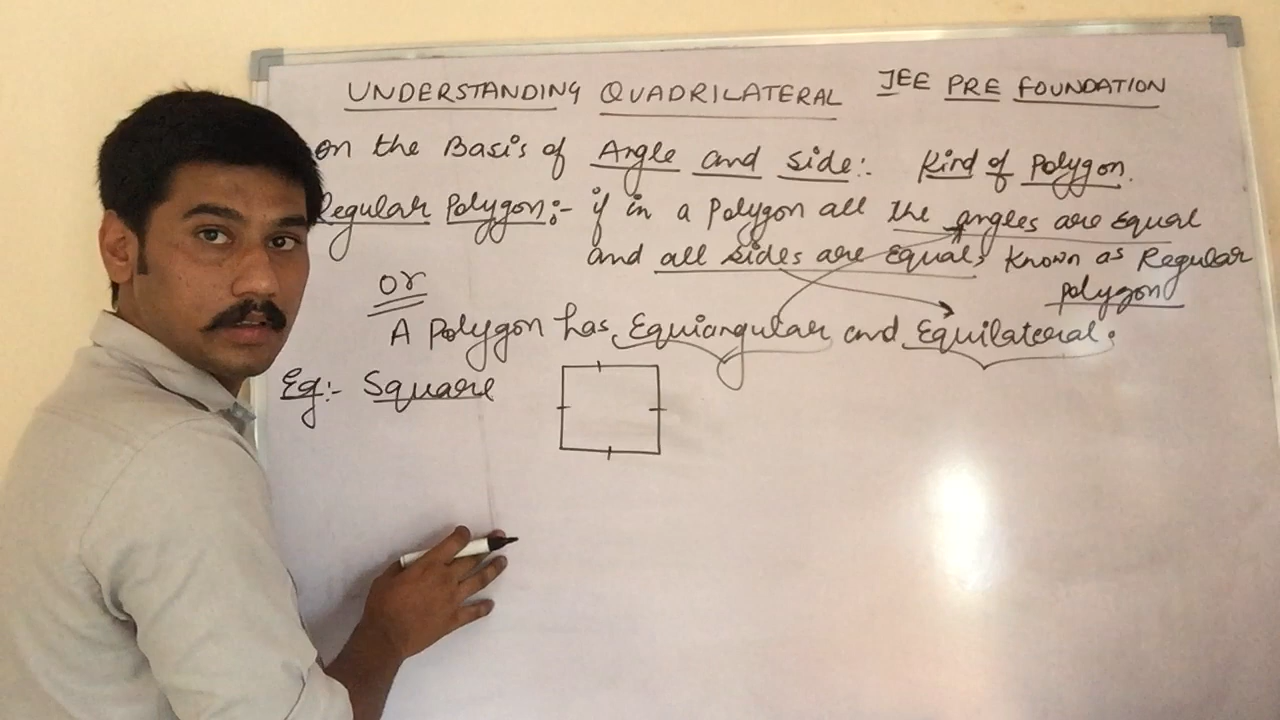 UNDERSTANDING QUADRILATERAL JEE PRE FOUNDATION
on the Basis of Angle and side:- Kind of Polygon.
Regular Polygon:- if in a Polygon all the angles are equal
and all sides are Equal, known as Regular
polygon
or
A Polygon has Equiangular and Equilateral.
Eg:- Square